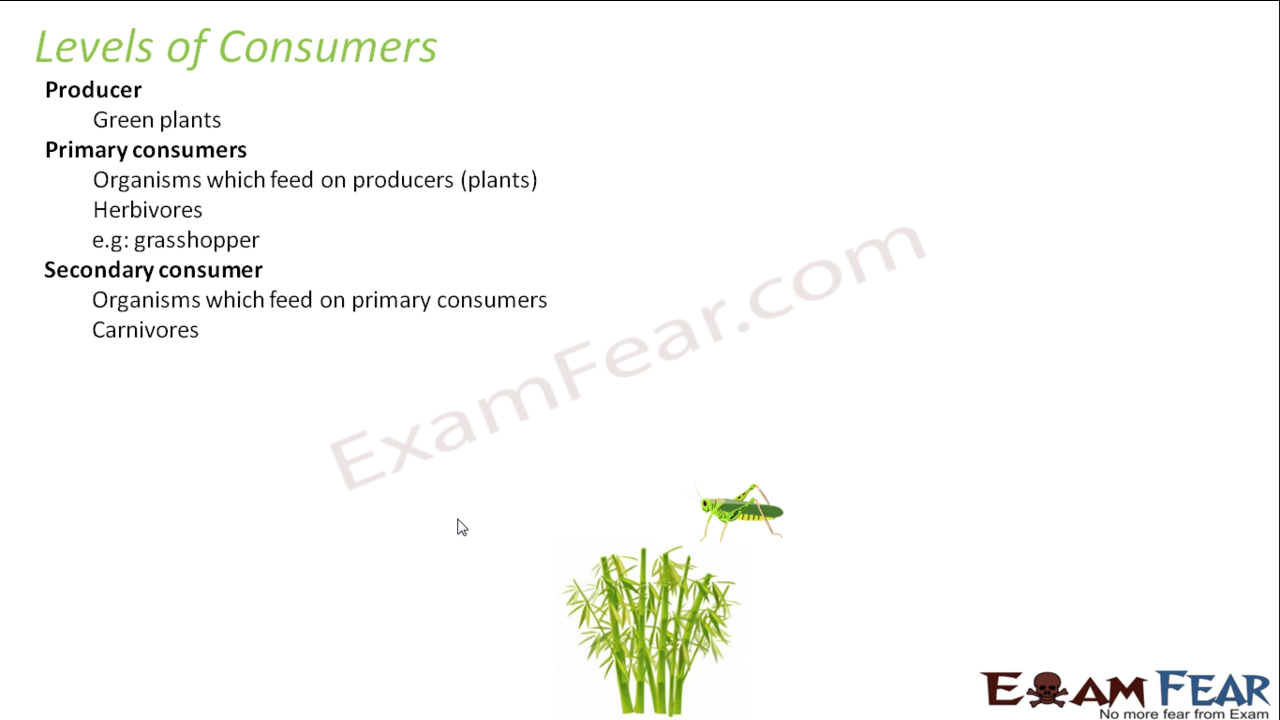 Levels of Consumers
Producer
Green plants
Primary consumers
Organisms which feed on producers (plants)
Herbivores
e.g: grasshopper
Secondary consumer
Organisms which feed on primary consumers
Carnivores
ExamFear.com
EXAM FEAR
No more fear from Exam